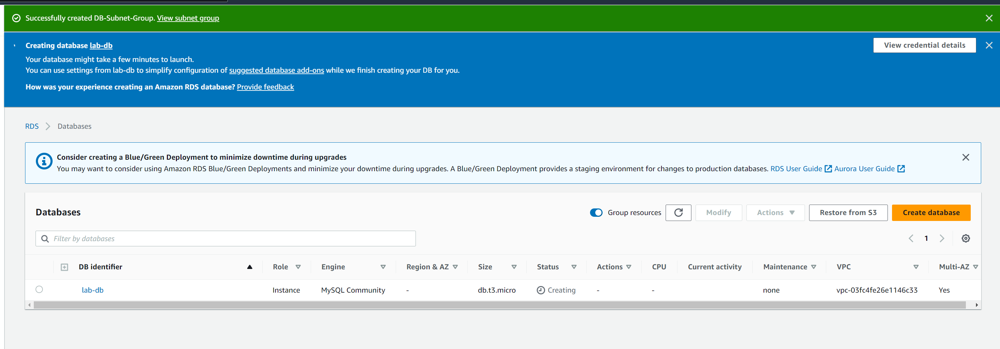 Successfully created DB-Subnet-Group. View subnet group
Creating database lab-db
View credential details
Your database might take a few minutes to launch.
You can use settings from lab-db to simplify configuration of suggested database add-ons while we finish creating your DB for you.
How was your experience creating an Amazon RDS database? Provide feedback
RDS Databases
Consider creating a Blue/Green Deployment to minimize downtime during upgrades
You may want to consider using Amazon RDS Blue/Green Deployments and minimize your downtime during upgrades. A Blue/Green Deployment provides a staging environment for changes to production databases. RDS User Guide Aurora User Guide
Databases Group resources Modify Actions Restore from S3 Create database
Filter by databases 1
DB identifier Role Engine Region & AZ Size Status Actions CPU Current activity Maintenance VPC Multi-AZ
lab-db Instance MySQL Community - db.t3.micro Creating - - none vpc-03fc4fe26e1146c33 Yes